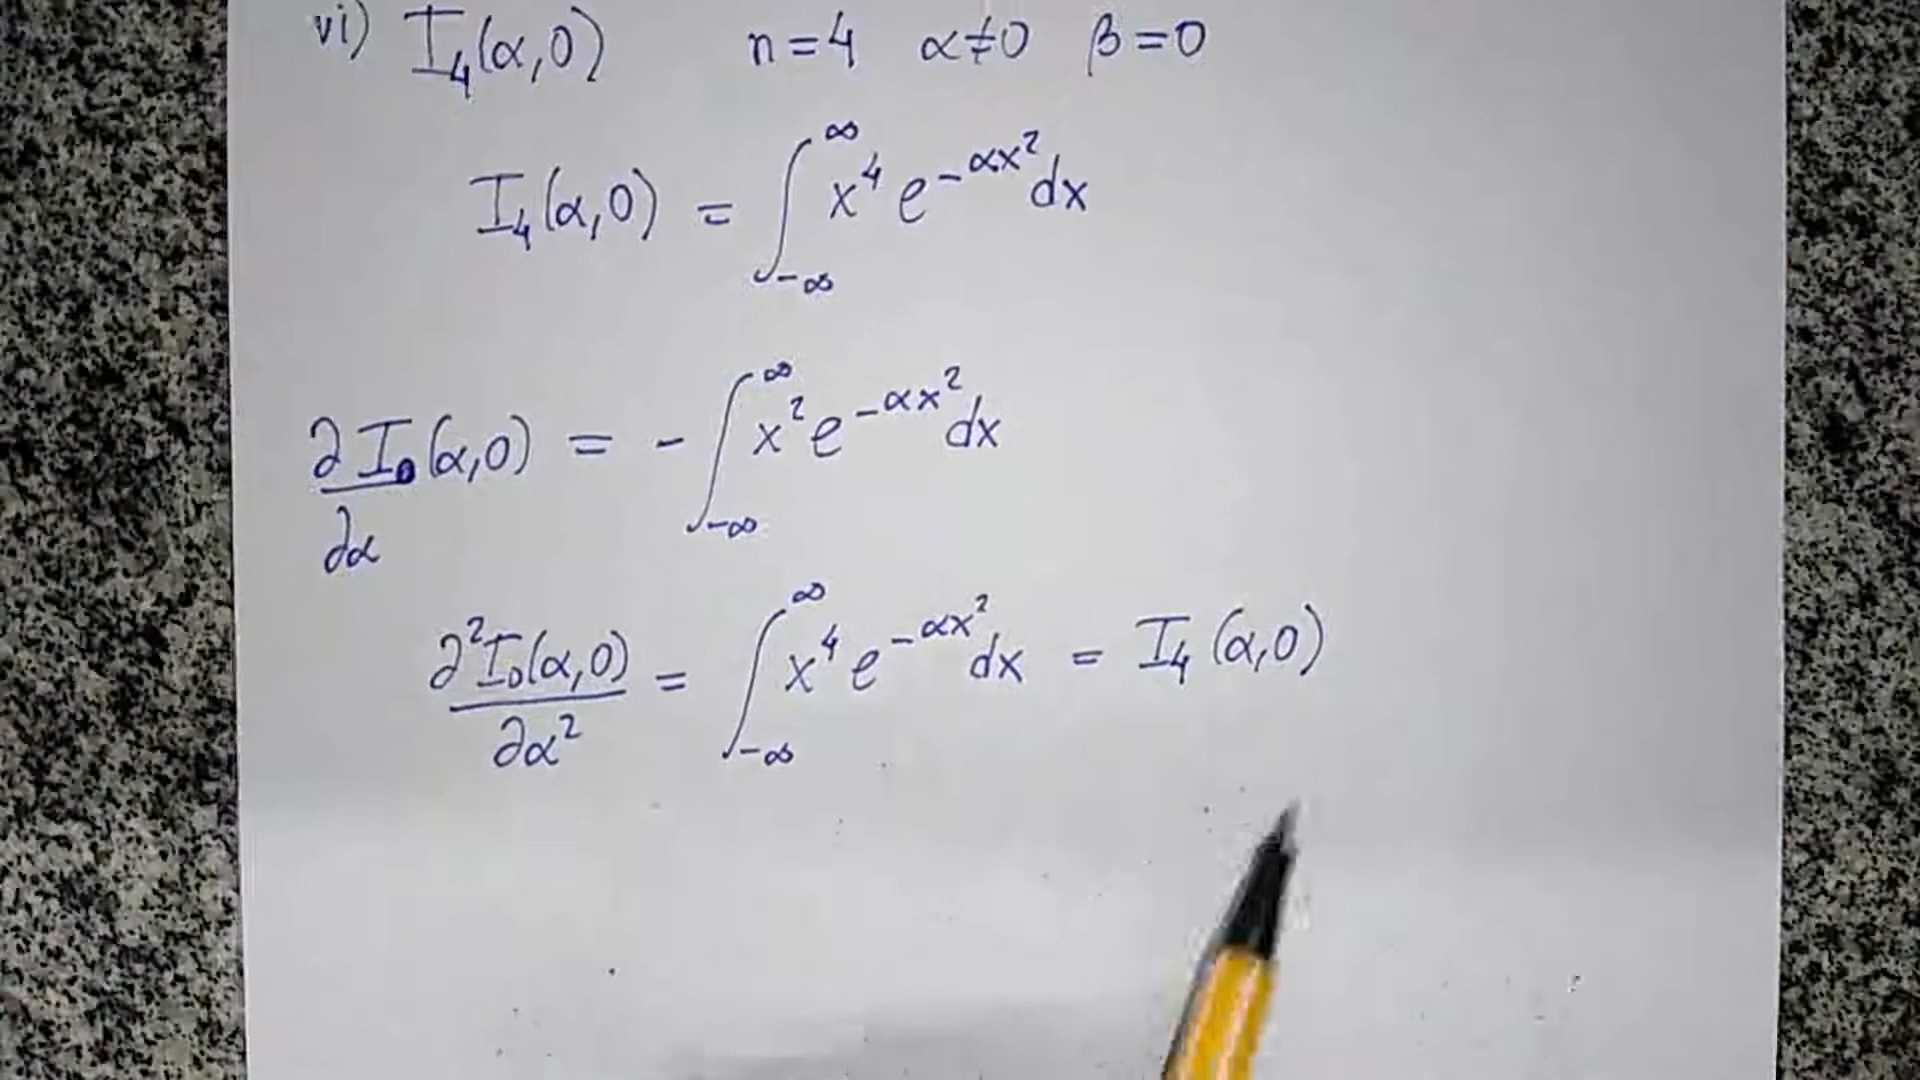 vi) I₄(α,0) n=4 α≠0 β=0
I₄(α,0) = ∫_{-∞}^{∞} x⁴ e^{-αx²} dx
∂I₀(α,0)/∂α = -∫_{-∞}^{∞} x² e^{-αx²} dx
∂²I₀(α,0)/∂α² = ∫_{-∞}^{∞} x⁴ e^{-αx²} dx = I₄(α,0)